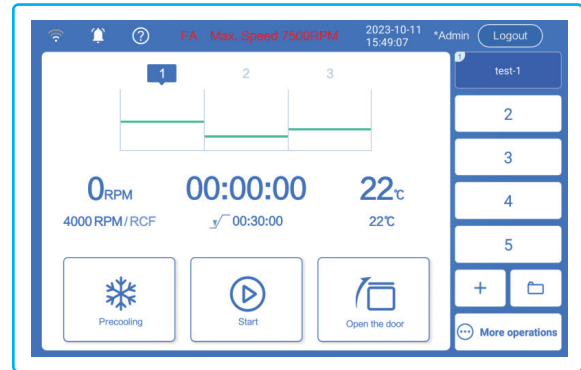 FA Max. Speed 7500RPM
2023-10-11
15:49:07
*Admin
Logout
1
2
3
0RPM
00:00:00
22℃
4000 RPM/RCF
00:30:00
22℃
Precooling
Start
Open the door
1
test-1
2
3
4
5
+
More operations